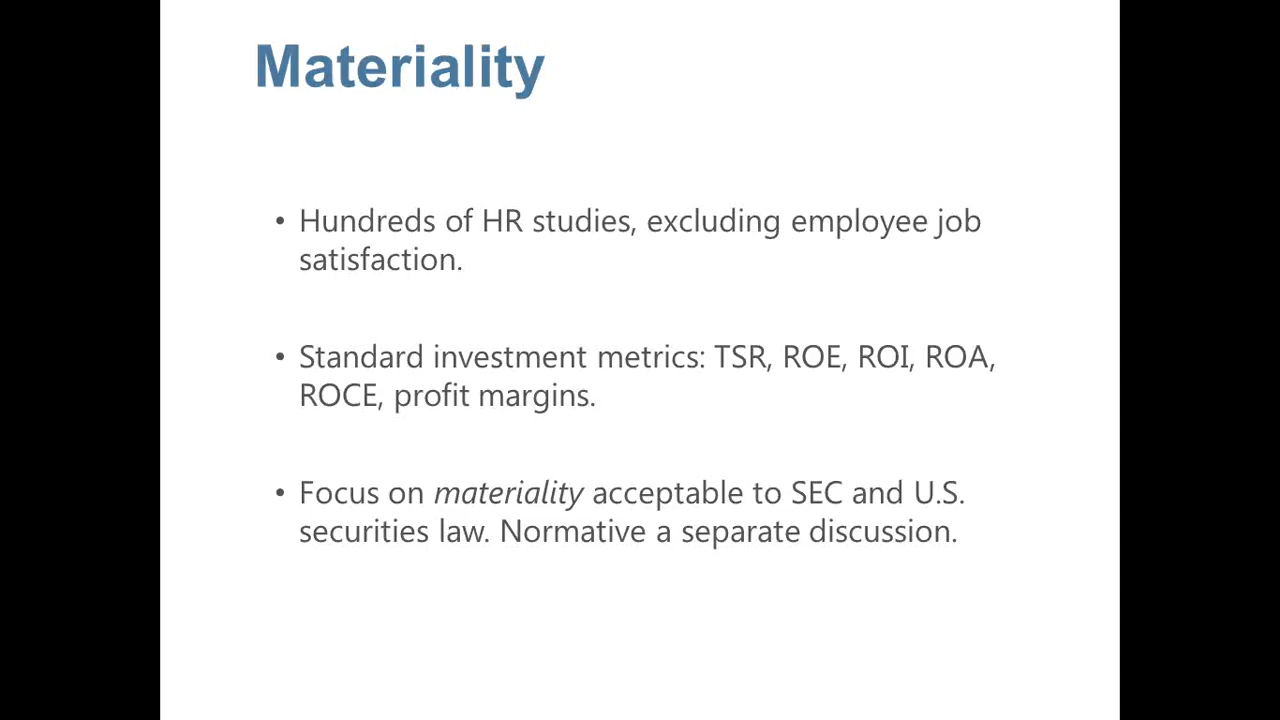 Materiality
• Hundreds of HR studies, excluding employee job
satisfaction.
• Standard investment metrics: TSR, ROE, ROI, ROA,
ROCE, profit margins.
• Focus on materiality acceptable to SEC and U.S.
securities law. Normative a separate discussion.